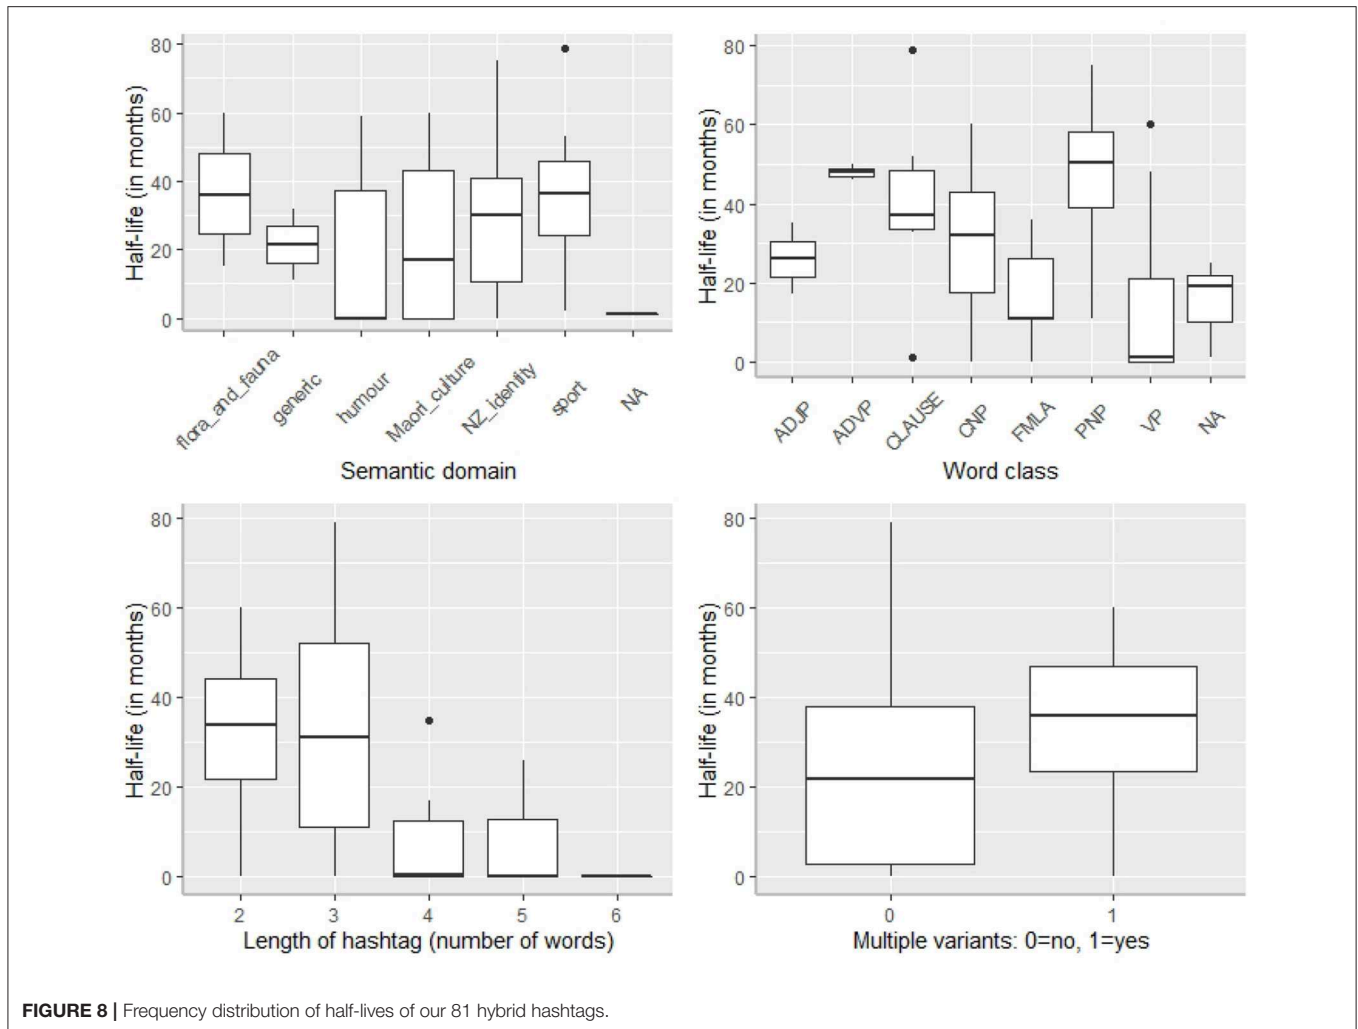 80
60
40
20
0
Half-life (in months)
flora_and_fauna
generic
humour
Maori_culture
NZ_identity
sport
NA
Semantic domain
80
60
40
20
0
Half-life (in months)
ADJP
ADVP
CLAUSE
CNP
FMLA
PNP
VP
NA
Word class
80
60
40
20
0
Half-life (in months)
2 3 4 5 6
Length of hashtag (number of words)
80
60
40
20
0
Half-life (in months)
0 1
Multiple variants: 0=no, 1=yes
FIGURE 8 | Frequency distribution of half-lives of our 81 hybrid hashtags.